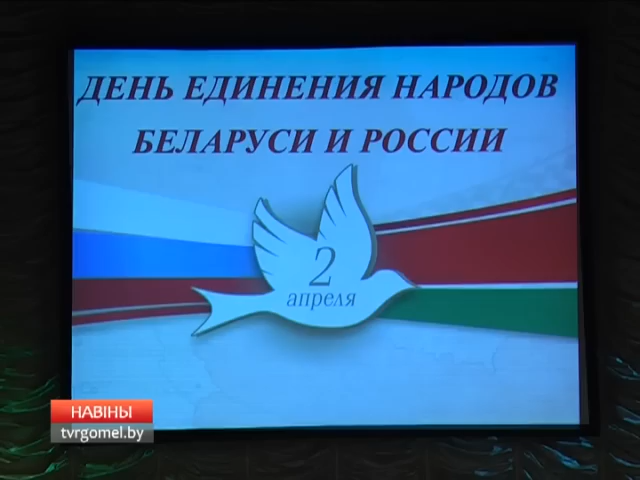 ДЕНЬ ЕДИНЕНИЯ НАРОДОВ
БЕЛАРУСИ И РОССИИ
2
апреля
НАВІНЫ
tvrgomel.by